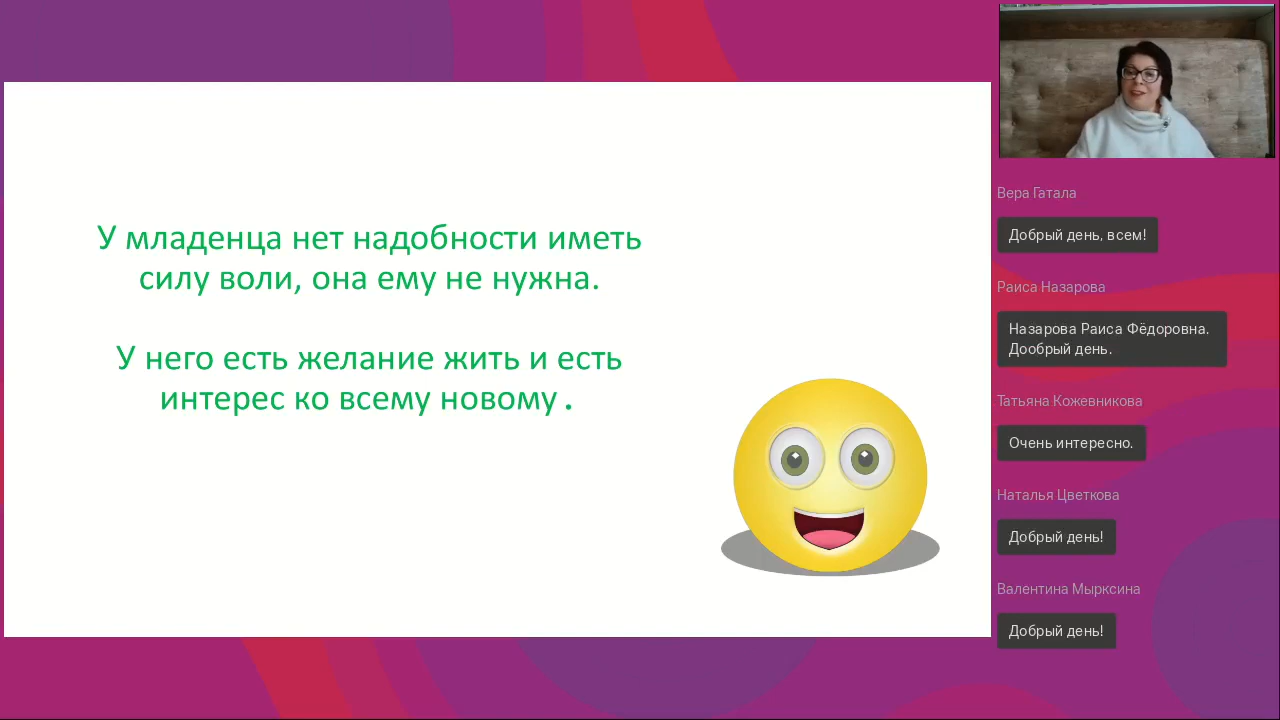 У младенца нет надобности иметь
силу воли, она ему не нужна.
У него есть желание жить и есть
интерес ко всему новому.
Вера Гатала
Добрый день, всем!
Раиса Назарова
Назарова Раиса Фёдоровна.
Дообрый день.
Татьяна Кожевникова
Очень интересно.
Наталья Цветкова
Добрый день!
Валентина Мырксина
Добрый день!